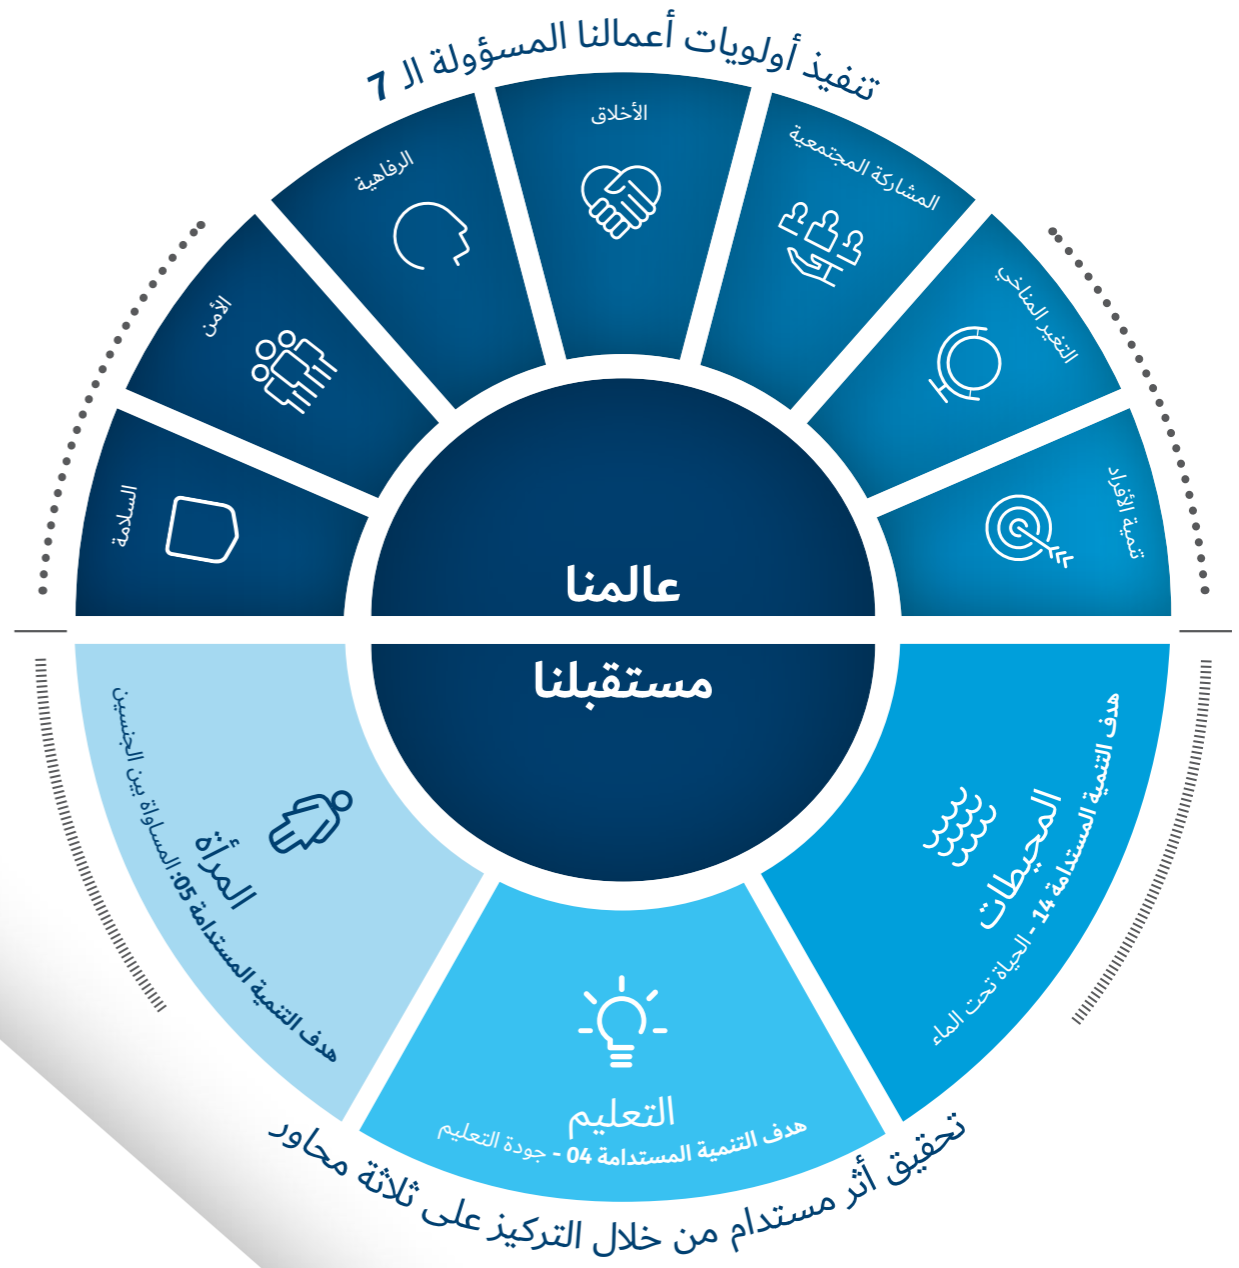 تنفيذ أولويات أعمالنا المسؤولة الـ 7
تنمية الأفراد
التغير المناخي
المشاركة المجتمعية
الأخلاق
الرفاهية
الأمن
السلامة
عالمنا
مستقبلنا
المحيطات
هدف التنمية المستدامة 14 - الحياة تحت الماء
التعليم
هدف التنمية المستدامة 04 - جودة التعليم
المرأة
هدف التنمية المستدامة 05: المساواة بين الجنسين
تحقيق أثر مستدام من خلال التركيز على ثلاثة محاور